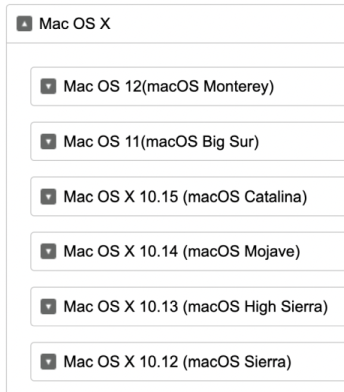 Mac OS X
Mac OS 12(macOS Monterey)
Mac OS 11(macOS Big Sur)
Mac OS X 10.15 (macOS Catalina)
Mac OS X 10.14 (macOS Mojave)
Mac OS X 10.13 (macOS High Sierra)
Mac OS X 10.12 (macOS Sierra)